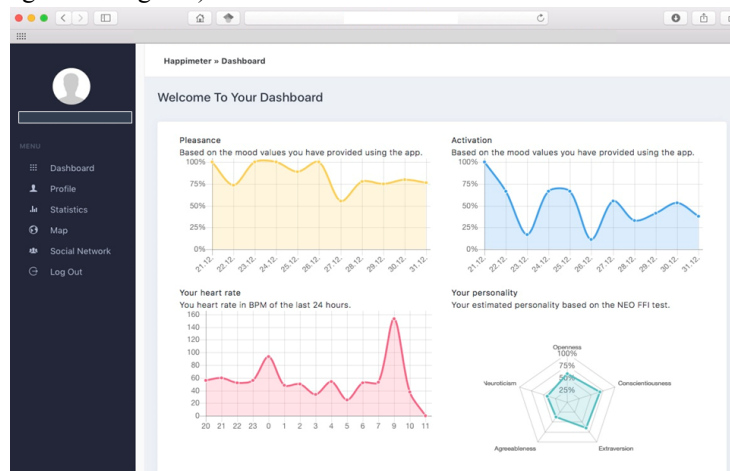 Happimeter » Dashboard
Welcome To Your Dashboard
MENU
Dashboard
Profile
Statistics
Map
Social Network
Log Out
Pleasance
Based on the mood values you have provided using the app.
100%
75%
50%
25%
0%
21.12. 22.12. 23.12. 24.12. 25.12. 26.12. 27.12. 28.12. 29.12. 30.12. 31.12.
Activation
Based on the mood values you have provided using the app.
100%
75%
50%
25%
0%
21.12. 22.12. 23.12. 24.12. 25.12. 26.12. 27.12. 28.12. 29.12. 30.12. 31.12.
Your heart rate
You heart rate in BPM of the last 24 hours.
160
140
120
100
80
60
40
20
0
20 21 22 23 0 1 2 3 4 5 6 7 8 9 10 11
Your personality
Your estimated personality based on the NEO FFI test.
Openness
100%
75%
50%
25%
Neuroticism
Conscientiousness
Agreeableness
Extraversion